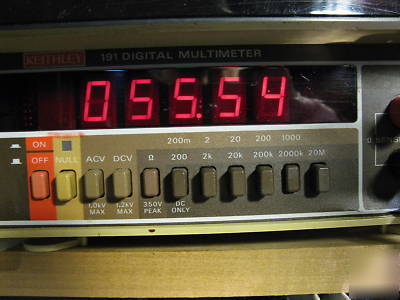 KEITHLEY 191 DIGITAL MULTIMETER
055.54
200m 2 20 200 1000
ON
OFF NULL ACV DCV Ω 200 2k 20k 200k 2000k 20M
1.0kV MAX 1.2kV MAX 350V PEAK DC ONLY
Ω SENSE